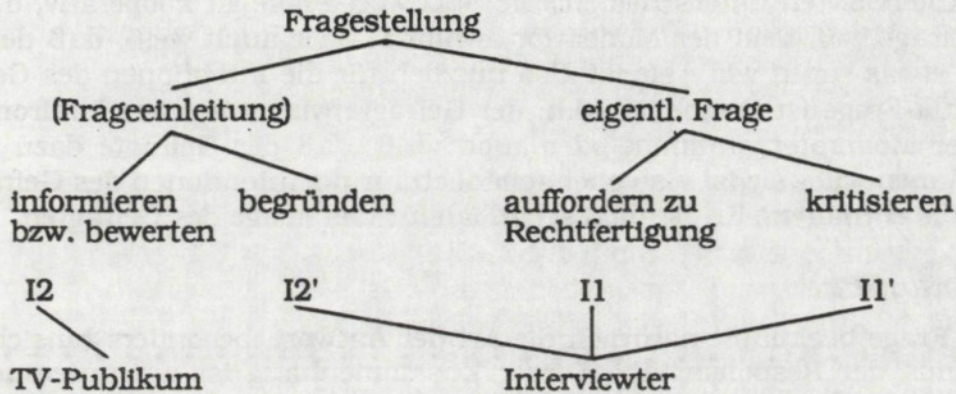 Fragestellung
(Frageeinleitung) eigentl. Frage
informieren begründen auffordern zu kritisieren
bzw. bewerten Rechtfertigung
I2 I2' I1 I1'
TV-Publikum Interviewter